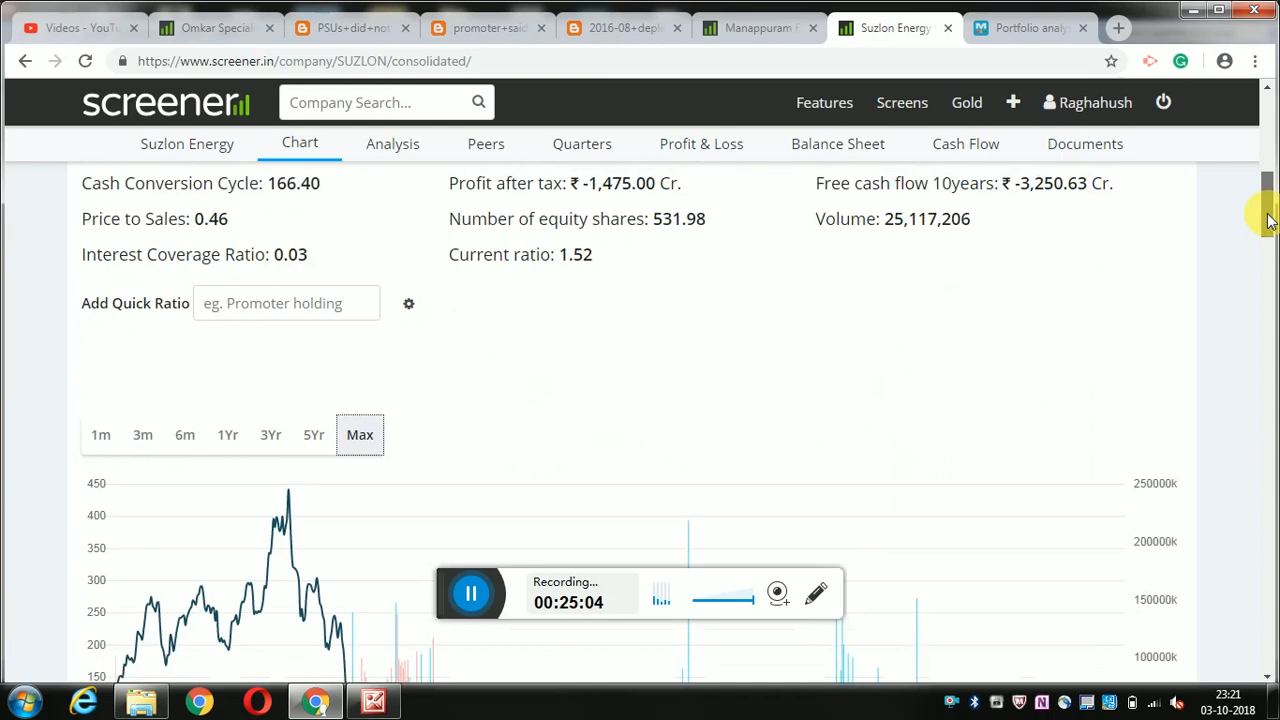 Videos - YouTu
Omkar Speciali
PSUs+did+not
promoter+said
2016-08+deple
Manappuram F
Suzlon Energy
Portfolio analy
https://www.screener.in/company/SUZLON/consolidated/
screener
Company Search...
Features
Screens
Gold
Raghahush
Suzlon Energy
Chart
Analysis
Peers
Quarters
Profit & Loss
Balance Sheet
Cash Flow
Documents
Cash Conversion Cycle: 166.40
Profit after tax: ₹ -1,475.00 Cr.
Free cash flow 10years: ₹ -3,250.63 Cr.
Price to Sales: 0.46
Number of equity shares: 531.98
Volume: 25,117,206
Interest Coverage Ratio: 0.03
Current ratio: 1.52
Add Quick Ratio
eg. Promoter holding
1m
3m
6m
1Yr
3Yr
5Yr
Max
450
250000k
400
200000k
350
300
Recording...
00:25:04
250
150000k
200
100000k
150
23:21
03-10-2018